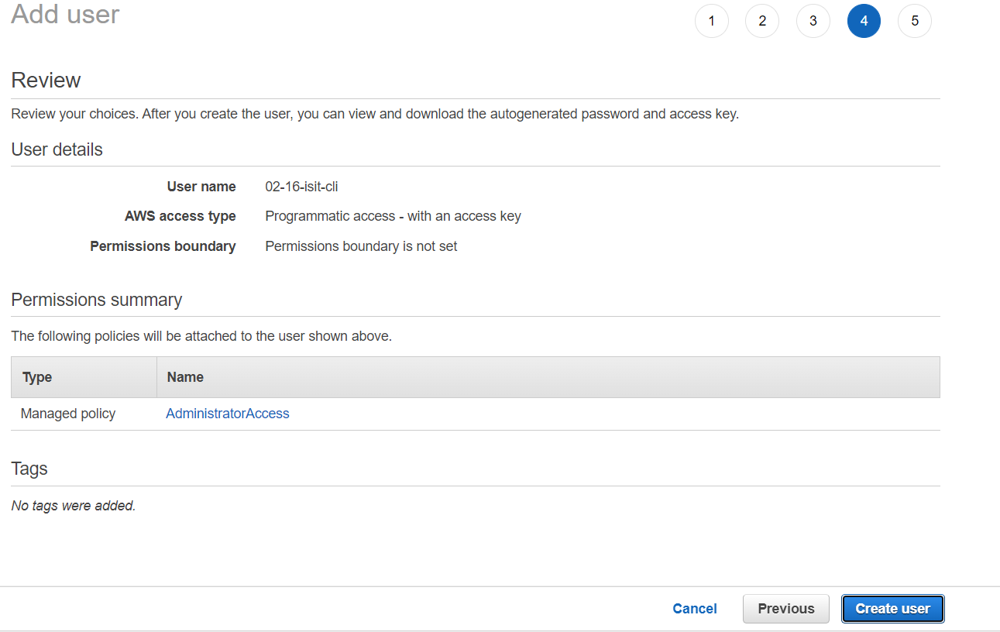 Add user
1 2 3 4 5
Review
Review your choices. After you create the user, you can view and download the autogenerated password and access key.
User details
User name 02-16-isit-cli
AWS access type Programmatic access - with an access key
Permissions boundary Permissions boundary is not set
Permissions summary
The following policies will be attached to the user shown above.
Type Name
Managed policy AdministratorAccess
Tags
No tags were added.
Cancel Previous Create user